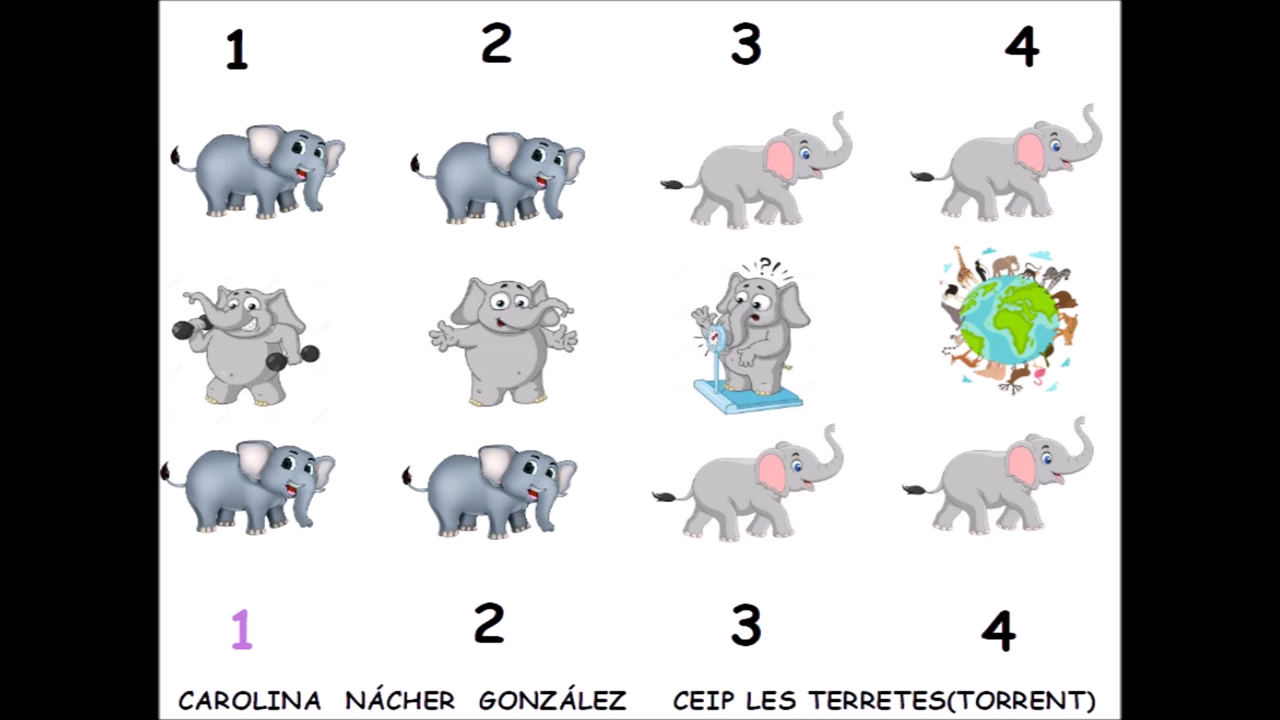 1 2 3 4
?!
1 2 3 4
CAROLINA NÁCHER GONZÁLEZ CEIP LES TERRETES(TORRENT)